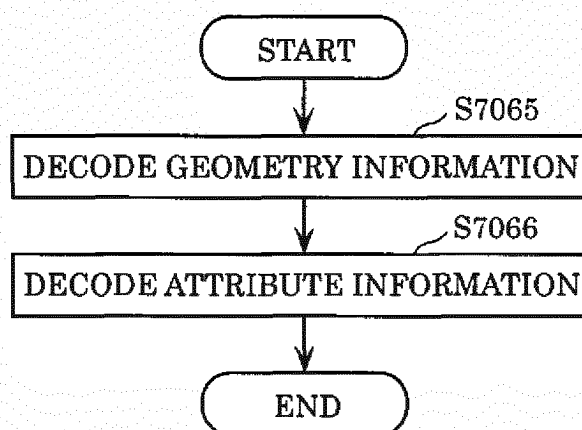 START
S7065
DECODE GEOMETRY INFORMATION
S7066
DECODE ATTRIBUTE INFORMATION
END